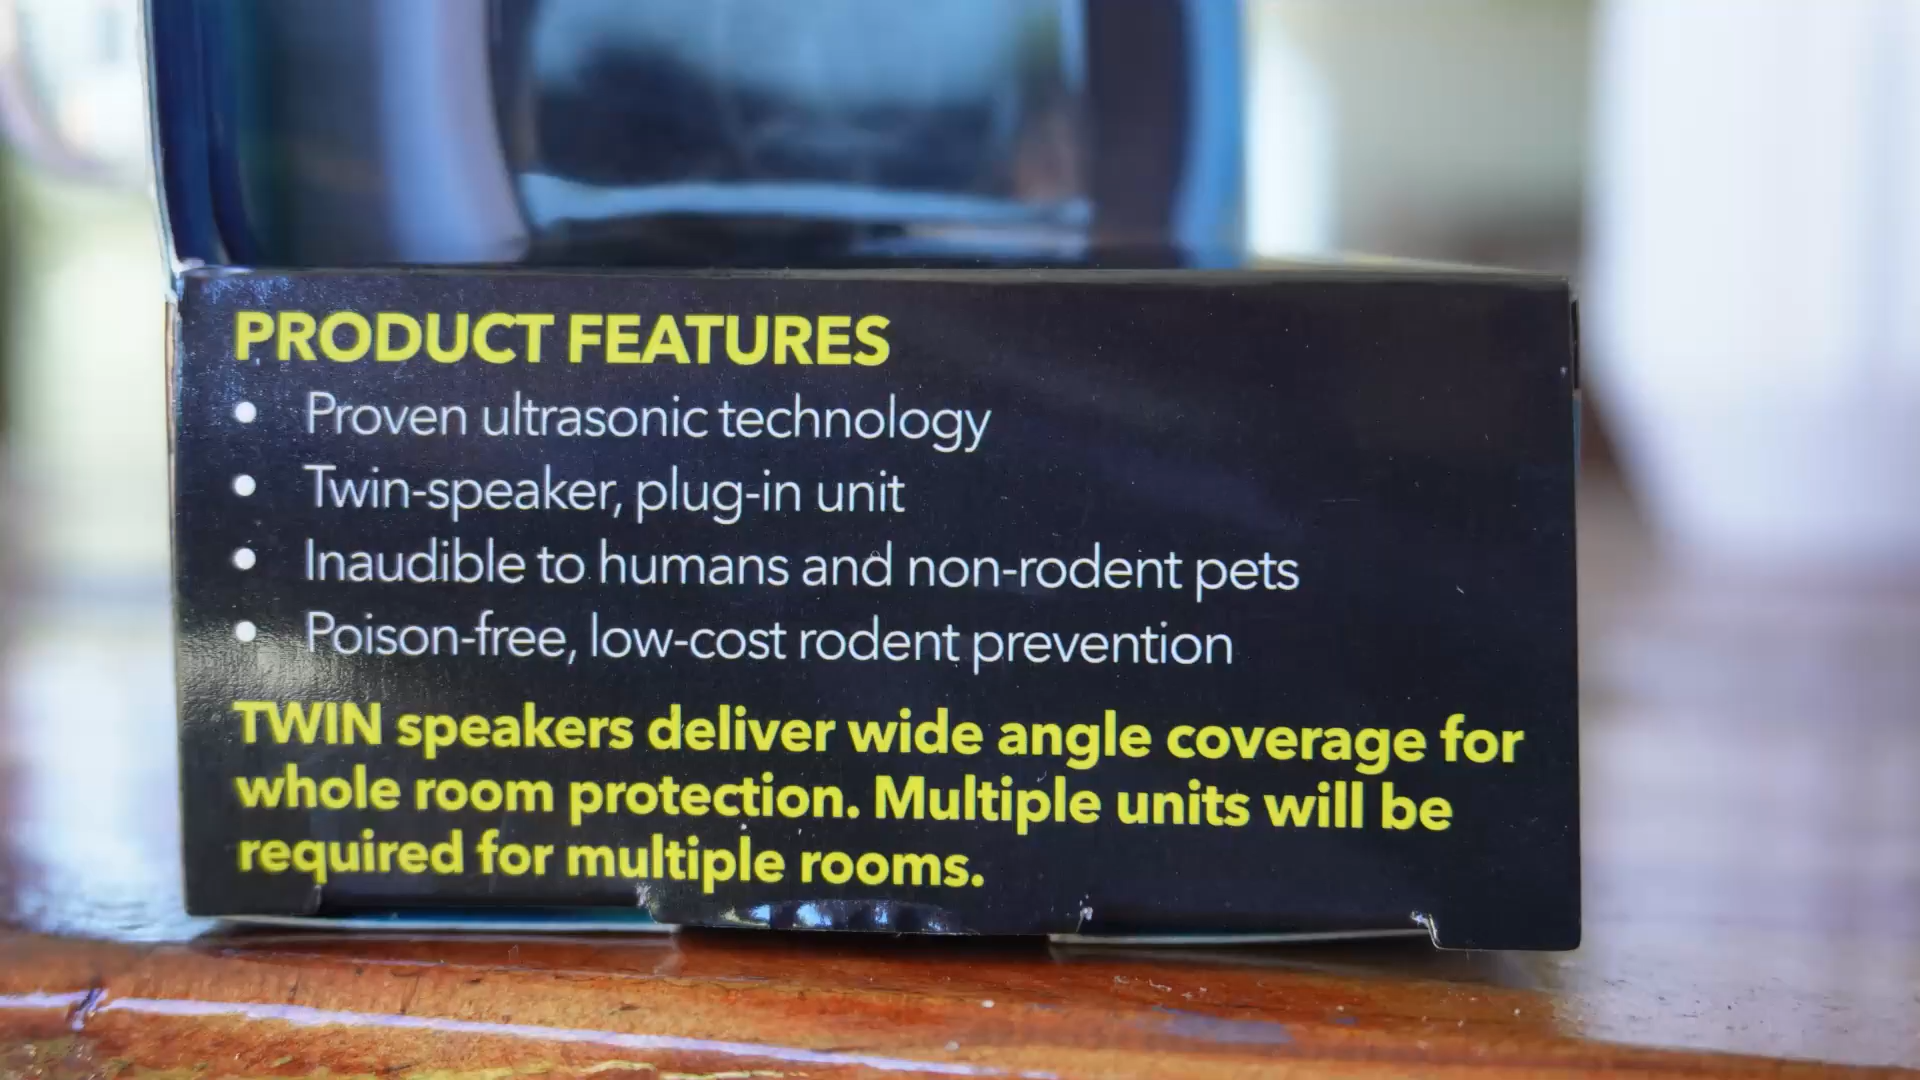 PRODUCT FEATURES
• Proven ultrasonic technology
• Twin-speaker, plug-in unit
• Inaudible to humans and non-rodent pets
• Poison-free, low-cost rodent prevention
TWIN speakers deliver wide angle coverage for
whole room protection. Multiple units will be
required for multiple rooms.